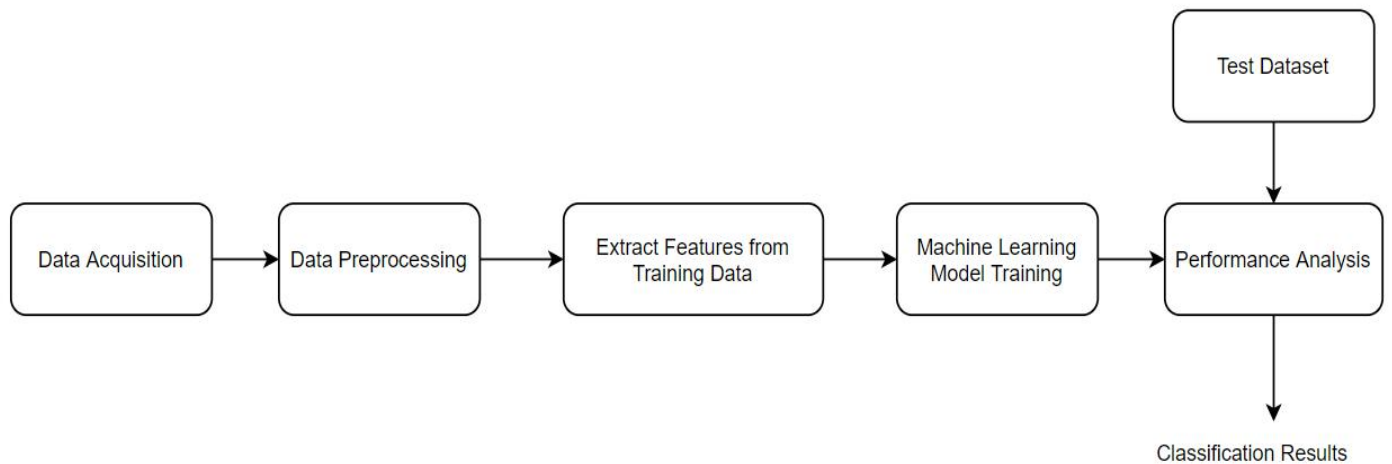 Test Dataset
Data Acquisition
Data Preprocessing
Extract Features from
Training Data
Machine Learning
Model Training
Performance Analysis
Classification Results